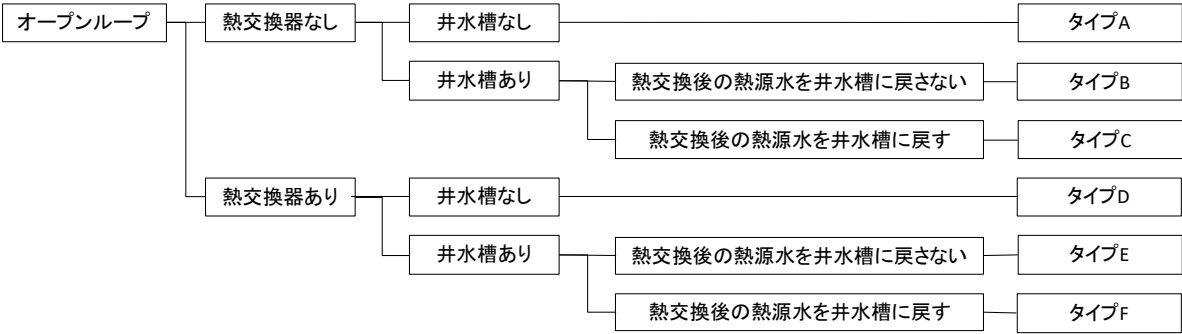 オープンループ
熱交換器なし
井水槽なし
タイプA
井水槽あり
熱交換後の熱源水を井水槽に戻さない
タイプB
熱交換後の熱源水を井水槽に戻す
タイプC
熱交換器あり
井水槽なし
タイプD
井水槽あり
熱交換後の熱源水を井水槽に戻さない
タイプE
熱交換後の熱源水を井水槽に戻す
タイプF